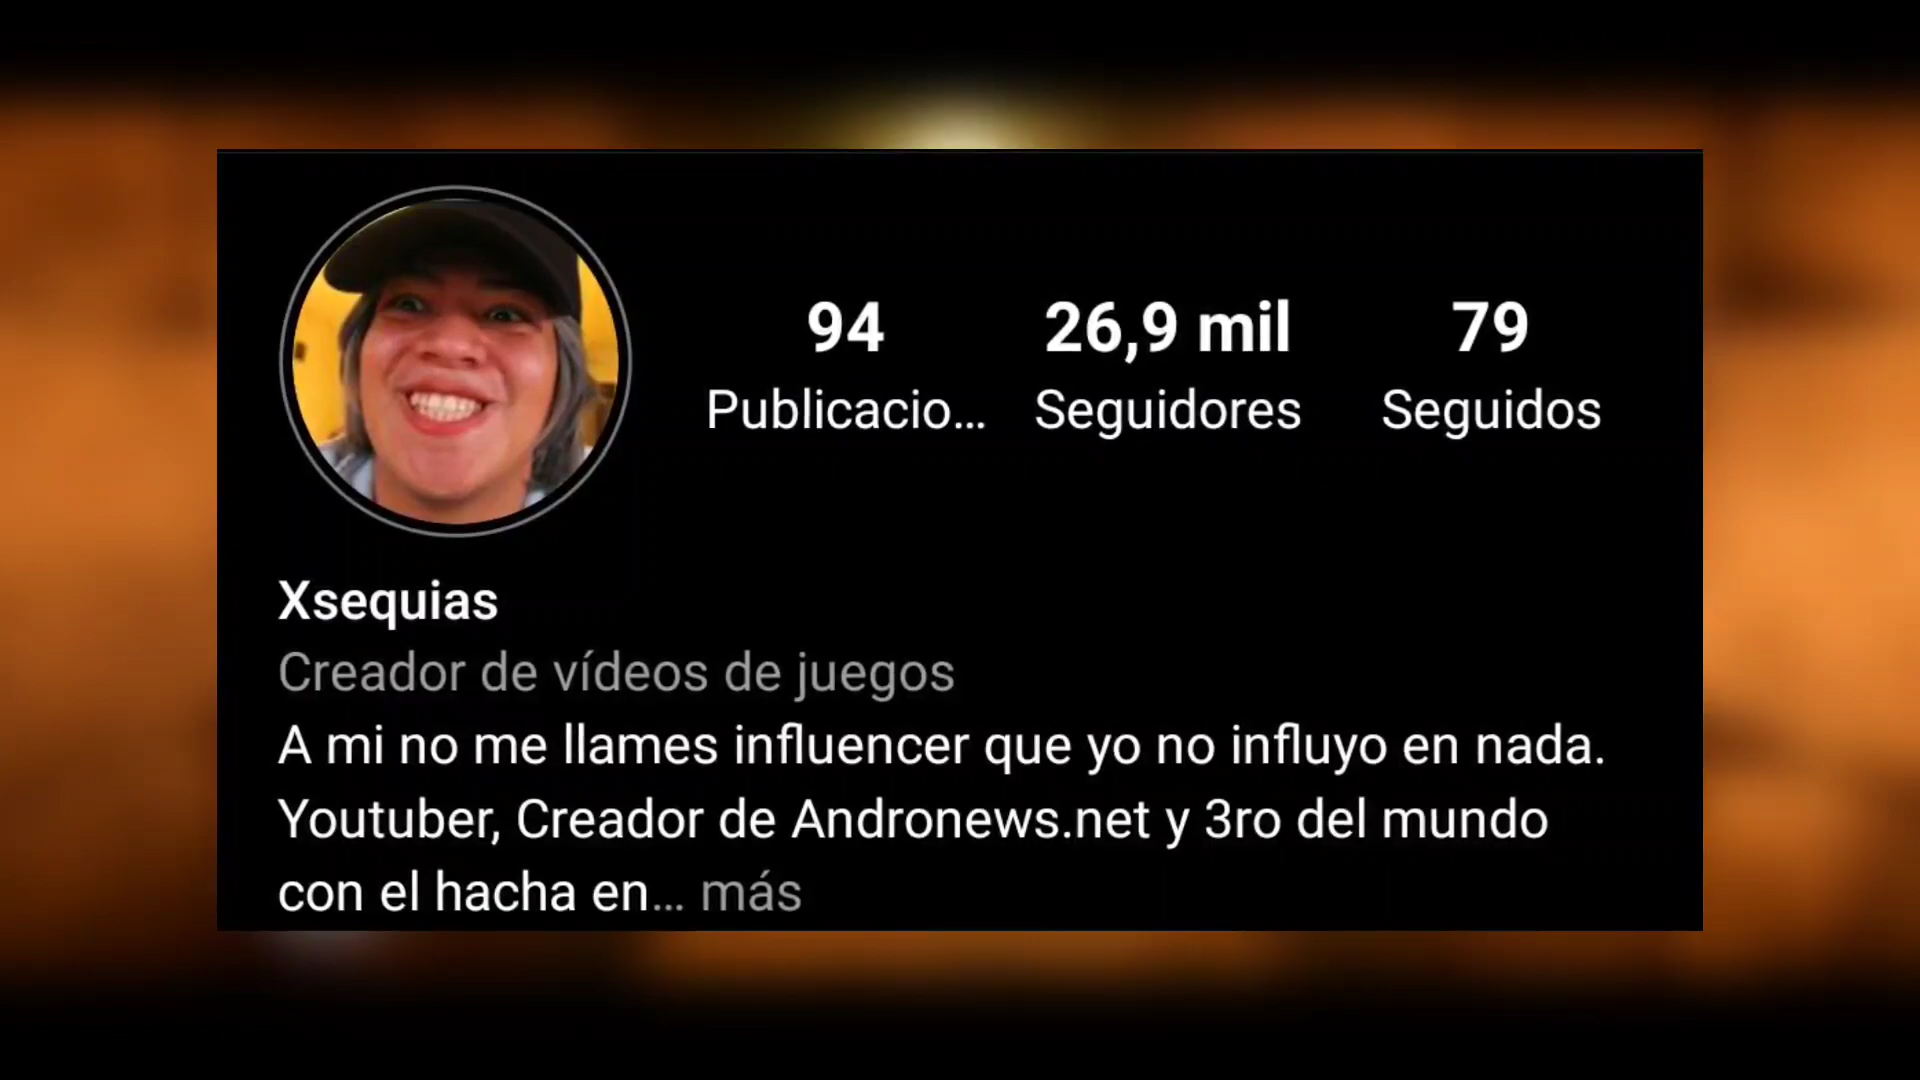 94 26,9 mil 79
Publicacio... Seguidores Seguidos
Xsequias
Creador de vídeos de juegos
A mi no me llames influencer que yo no influyo en nada.
Youtuber, Creador de Andronews.net y 3ro del mundo
con el hacha en... más